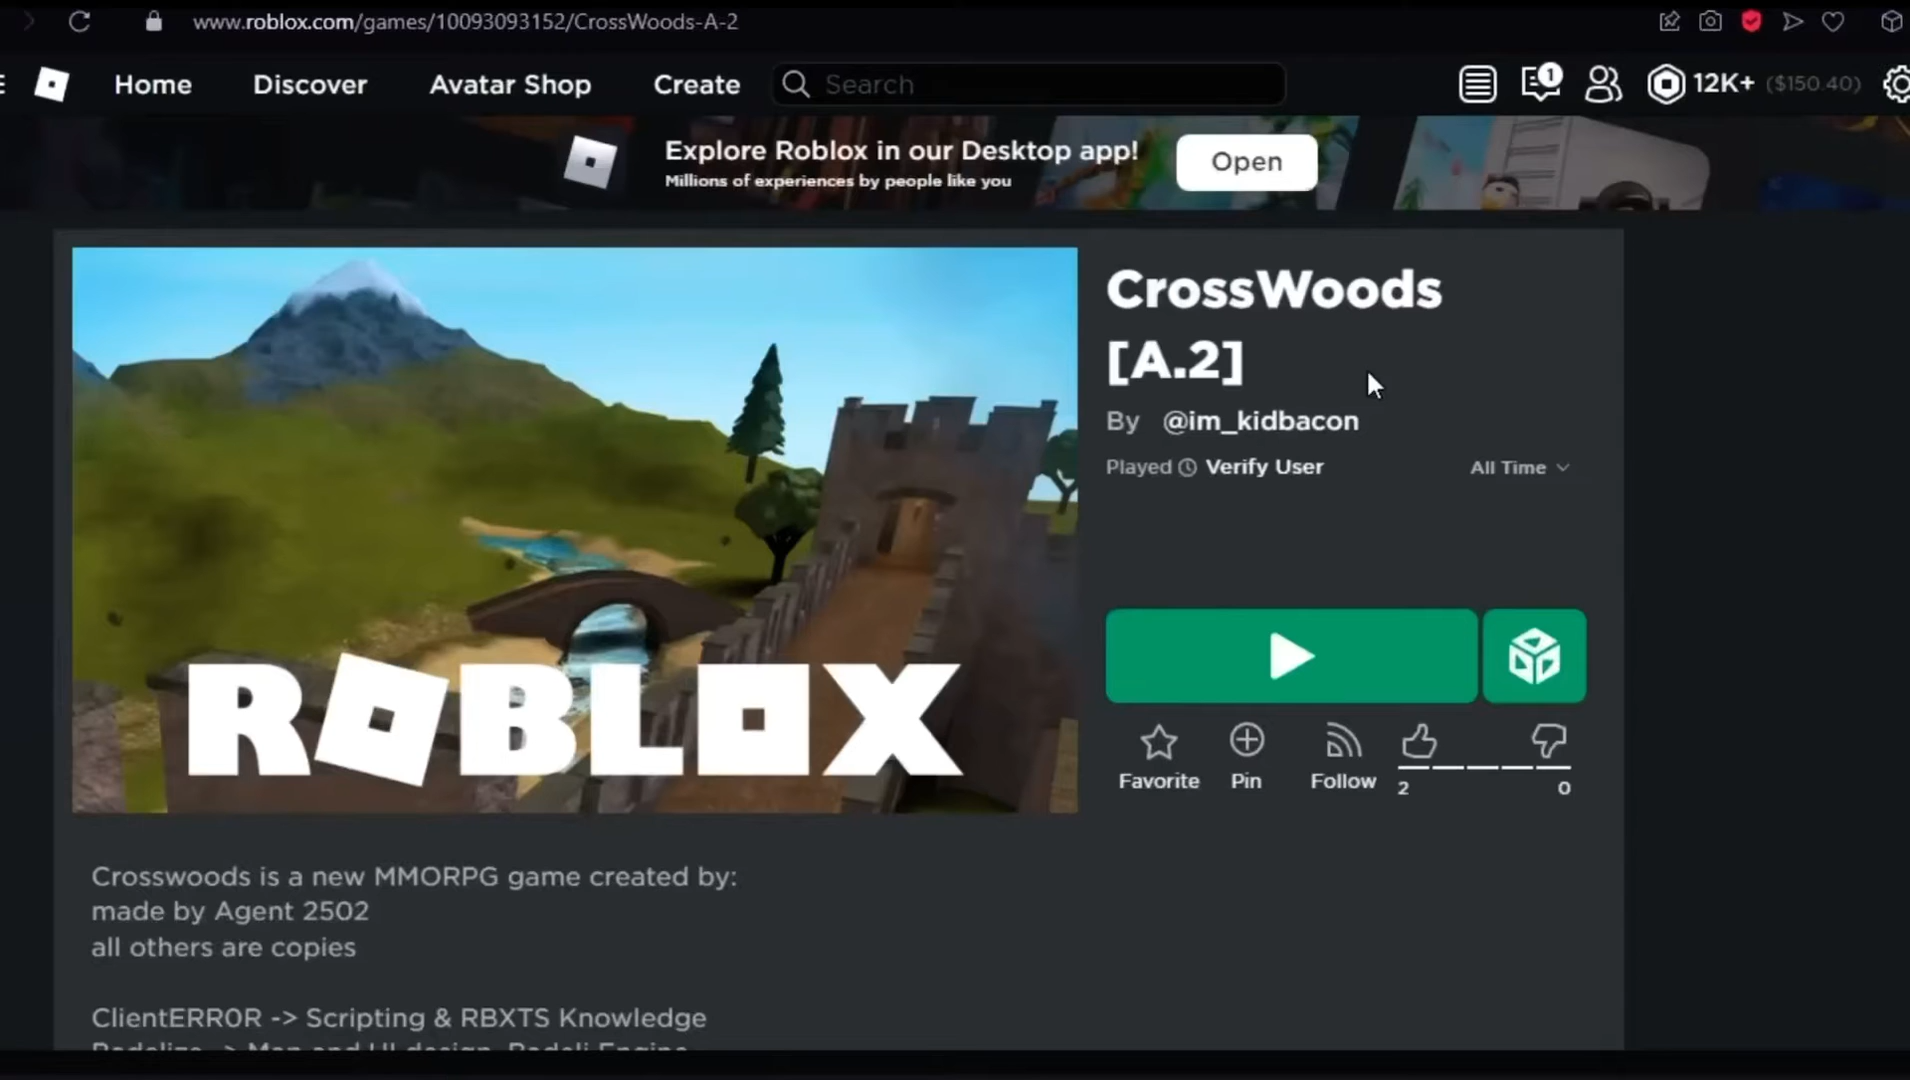 www.roblox.com/games/10093093152/CrossWoods-A-2
Home Discover Avatar Shop Create Search 1 12K+ ($150.40)
Explore Roblox in our Desktop app!
Millions of experiences by people like you
Open
CrossWoods
[A.2]
By @im_kidbacon
Played Verify User All Time
ROBLOX
Favorite Pin Follow 2 0
Crosswoods is a new MMORPG game created by:
made by Agent 2502
all others are copies
ClientERR0R -> Scripting & RBXTS Knowledge